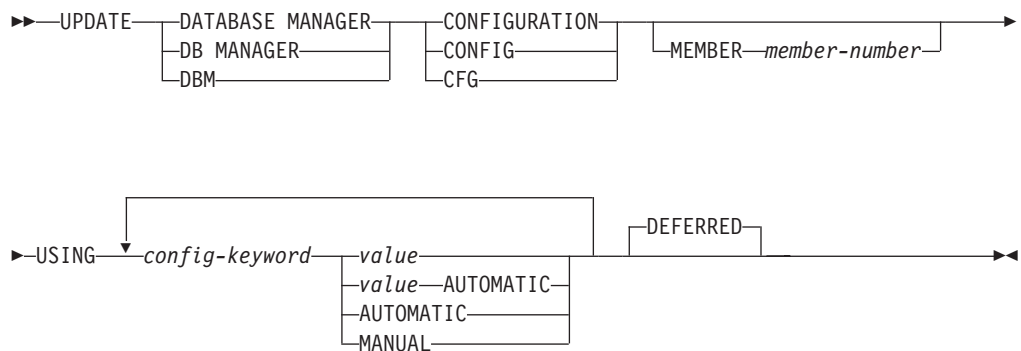 UPDATE DATABASE MANAGER CONFIGURATION
DB MANAGER CONFIG MEMBER member-number
DBM CFG
DEFERRED
USING config-keyword value
value AUTOMATIC
AUTOMATIC
MANUAL